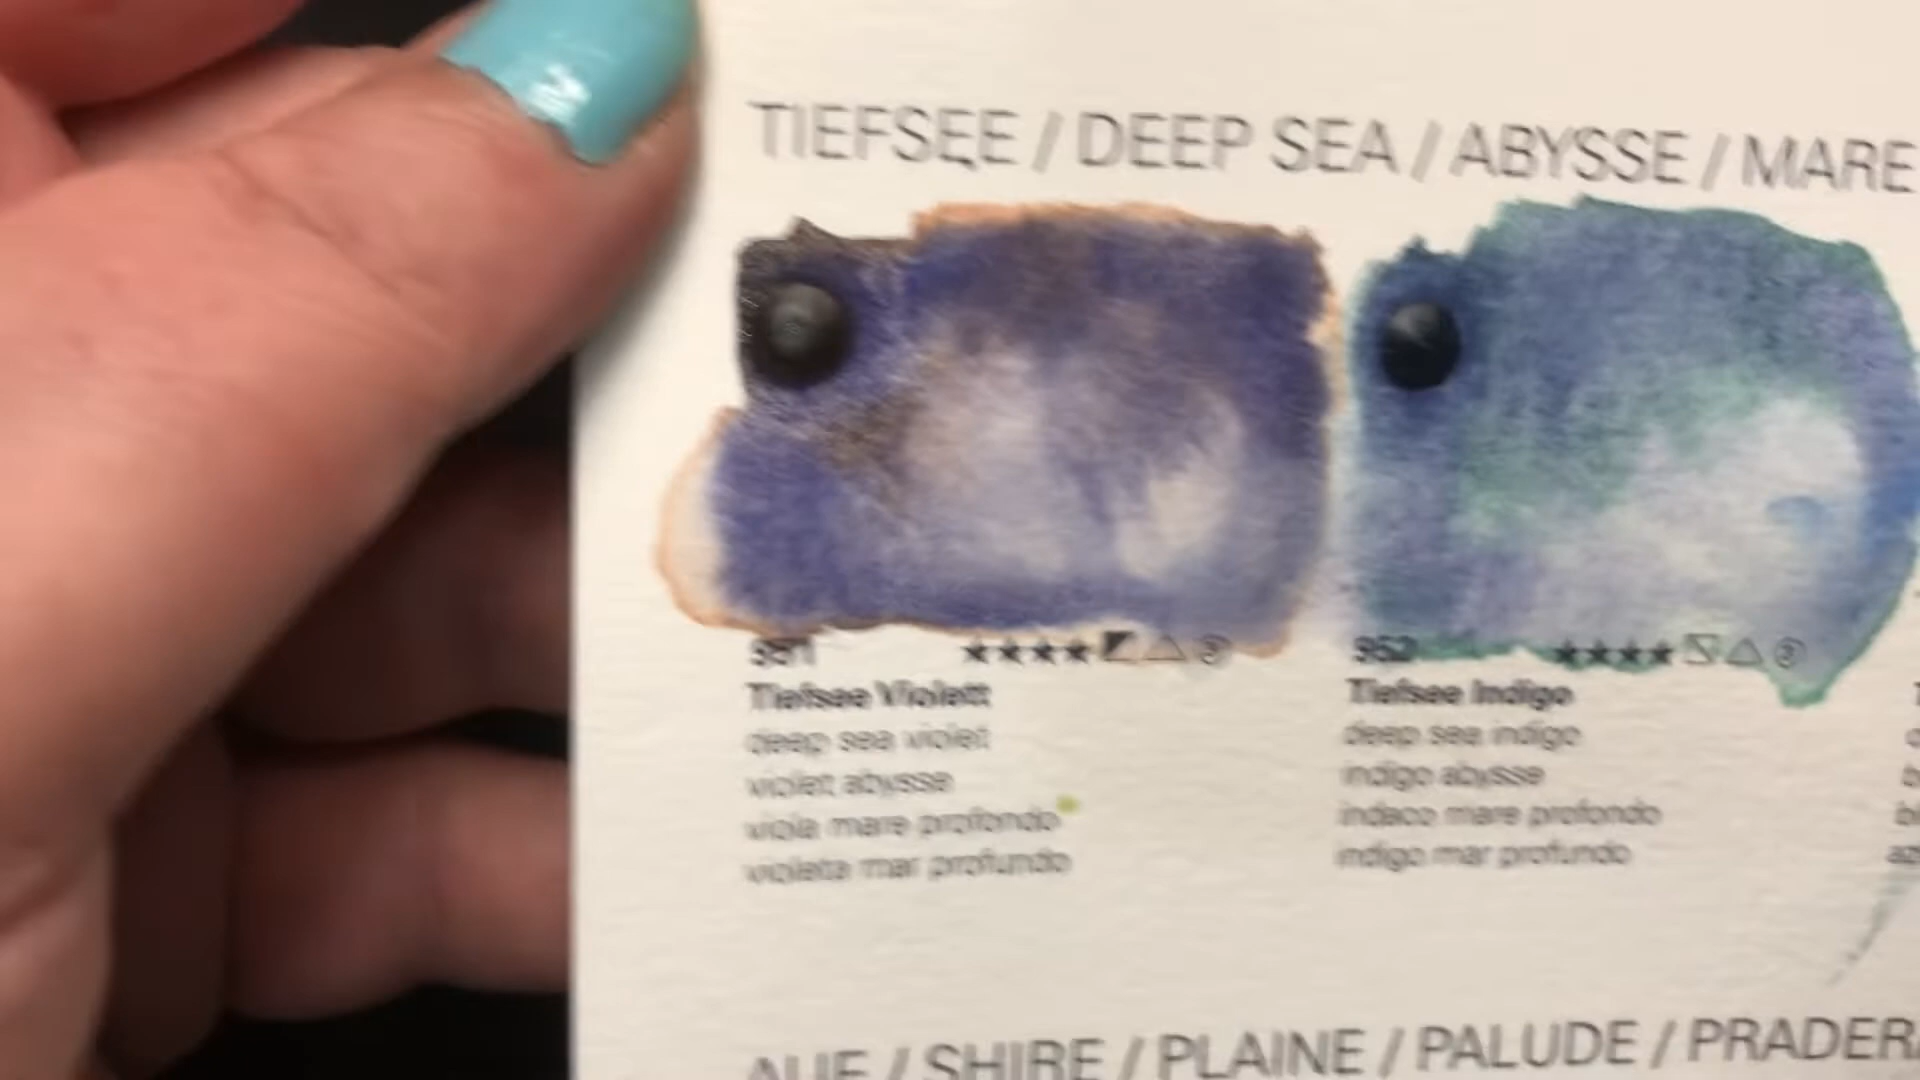 TIEFSEE / DEEP SEA / ABYSSE / MARE
951 ★★★★
Tiefsee Violett
deep sea violet
violet abysse
viola mare profondo
violeta mar profundo
952 ★★★★
Tiefsee Indigo
deep sea indigo
indigo abysse
indaco mare profondo
indigo mar profundo
AUE / SHIRE / PLAINE / PALUDE / PRADERA